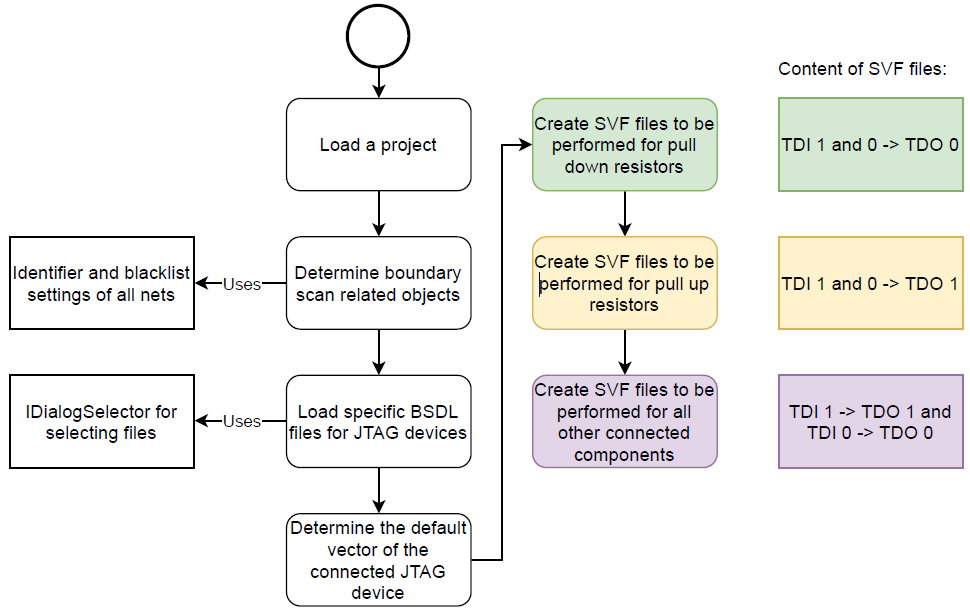 Content of SVF files:
Load a project
Create SVF files to be
performed for pull
down resistors
TDI 1 and 0 -> TDO 0
Identifier and blacklist
settings of all nets
Uses
Determine boundary
scan related objects
Create SVF files to be
performed for pull up
resistors
TDI 1 and 0 -> TDO 1
IDialogSelector for
selecting files
Uses
Load specific BSDL
files for JTAG devices
Create SVF files to be
performed for all
other connected
components
TDI 1 -> TDO 1 and
TDI 0 -> TDO 0
Determine the default
vector of the
connected JTAG
device